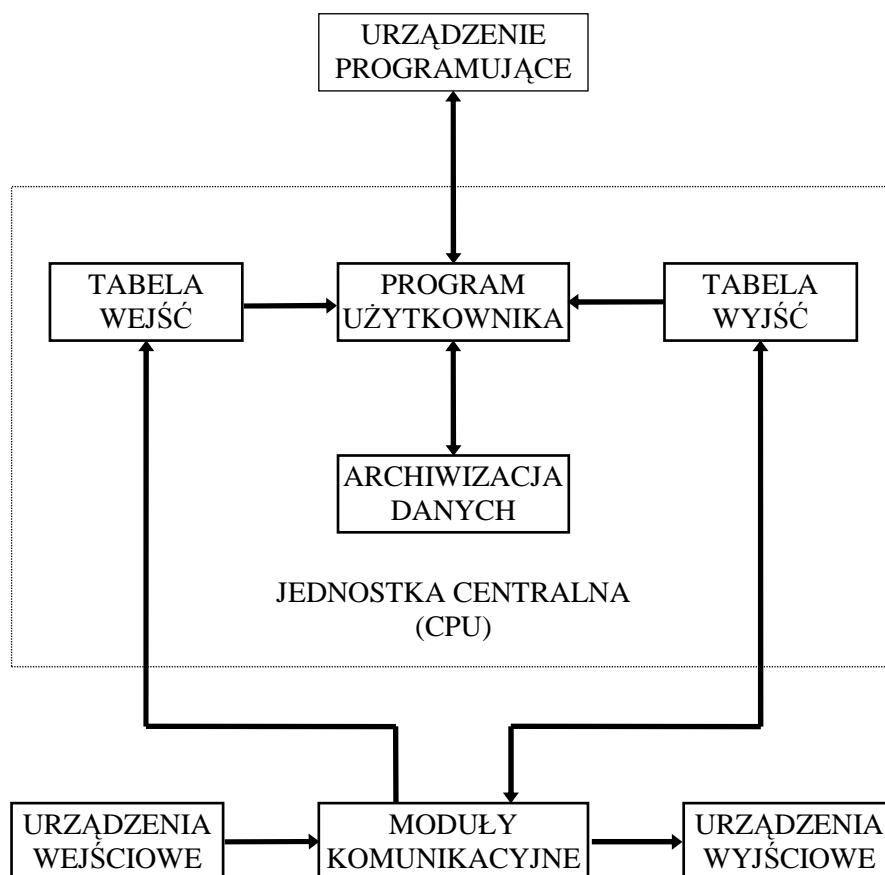 URZĄDZENIE
PROGRAMUJĄCE
TABELA
WEJŚĆ
PROGRAM
UŻYTKOWNIKA
TABELA
WYJŚĆ
ARCHIWIZACJA
DANYCH
JEDNOSTKA CENTRALNA
(CPU)
URZĄDZENIA
WEJŚCIOWE
MODUŁY
KOMUNIKACYJNE
URZĄDZENIA
WYJŚCIOWE